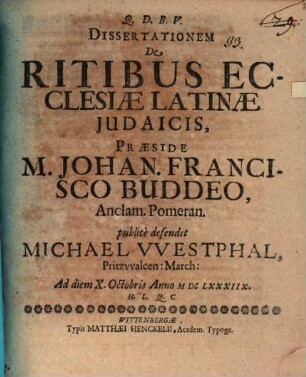 Q. D. B. V.
DISSERTATIONEM
De
RITIBUS EC-
CLESIÆ LATINÆ
JUDAICIS,
PRÆSIDE
M. JOHAN. FRANCI-
SCO BUDDEO,
Anclam. Pomeran.
publicè defendet
MICHAEL VVESTPHAL,
Pritzvvalcen: March:
Ad diem X. Octobris Anno M DC LXXXIIX.
H. L. Q. C.
WITTENBERGÆ,
Typis MATTHÆI HENCKELII, Academ. Typogr.